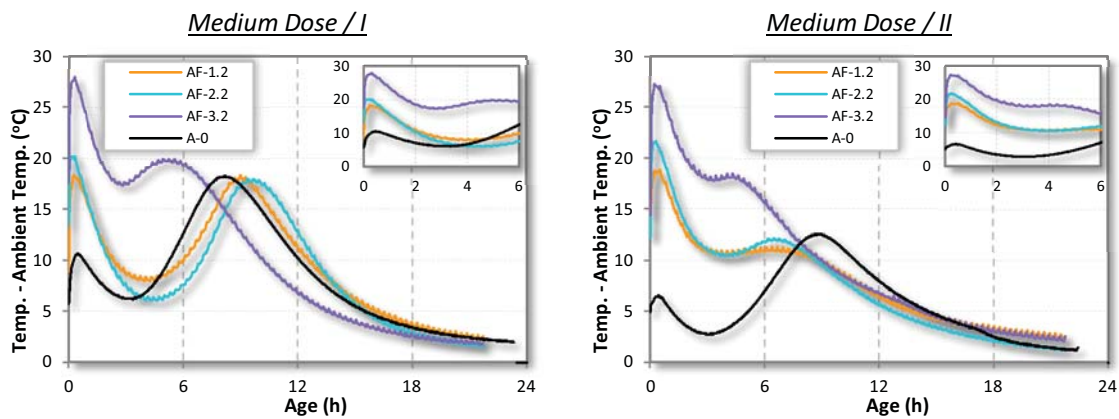 Medium Dose / I
Temp. - Ambient Temp. (ºC)
30
25
20
15
10
5
0
AF-1.2
AF-2.2
AF-3.2
A-0
30
20
10
0
0 2 4 6
0 6 12 18 24
Age (h)
Medium Dose / II
Temp. - Ambient Temp. (ºC)
30
25
20
15
10
5
0
AF-1.2
AF-2.2
AF-3.2
A-0
30
20
10
0
0 2 4 6
0 6 12 18 24
Age (h)